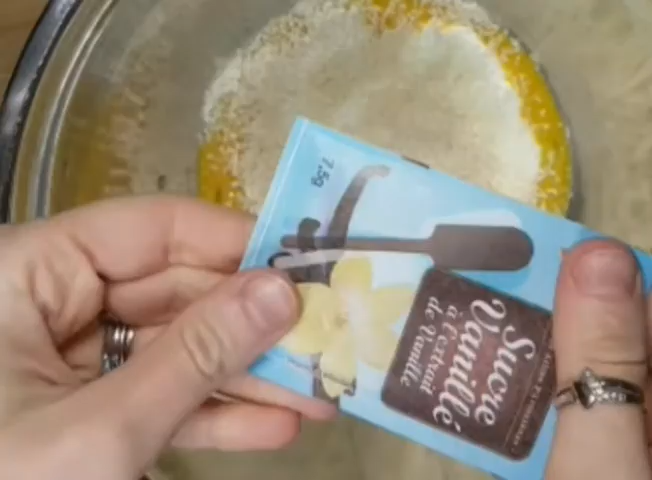 7,5g
Sucre
Vanillé
à l'extrait
de Vanille